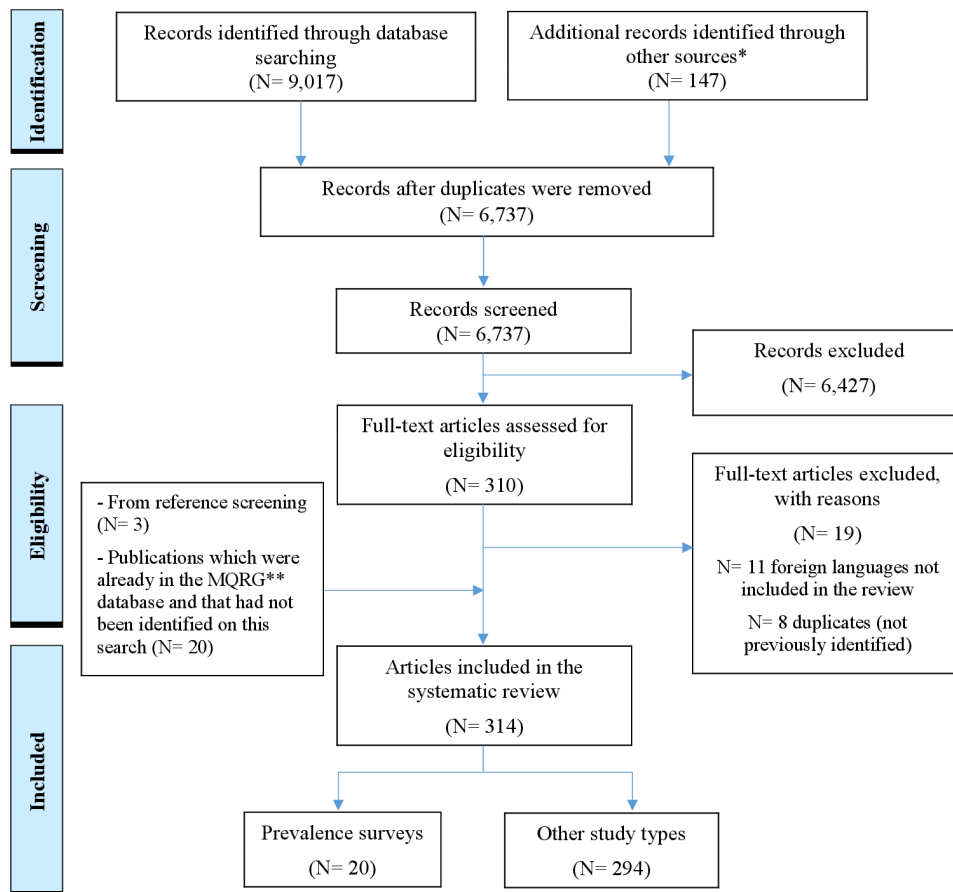 Identification
Records identified through database
searching
(N= 9,017)
Additional records identified through
other sources*
(N= 147)
Screening
Records after duplicates were removed
(N= 6,737)
Records screened
(N= 6,737)
Records excluded
(N= 6,427)
Eligibility
Full-text articles assessed for
eligibility
(N= 310)
Full-text articles excluded,
with reasons
(N= 19)
N= 11 foreign languages not
included in the review
N= 8 duplicates (not
previously identified)
- From reference screening
(N= 3)
- Publications which were
already in the MQRG**
database and that had not
been identified on this
search (N= 20)
Included
Articles included in the
systematic review
(N= 314)
Prevalence surveys
(N= 20)
Other study types
(N= 294)